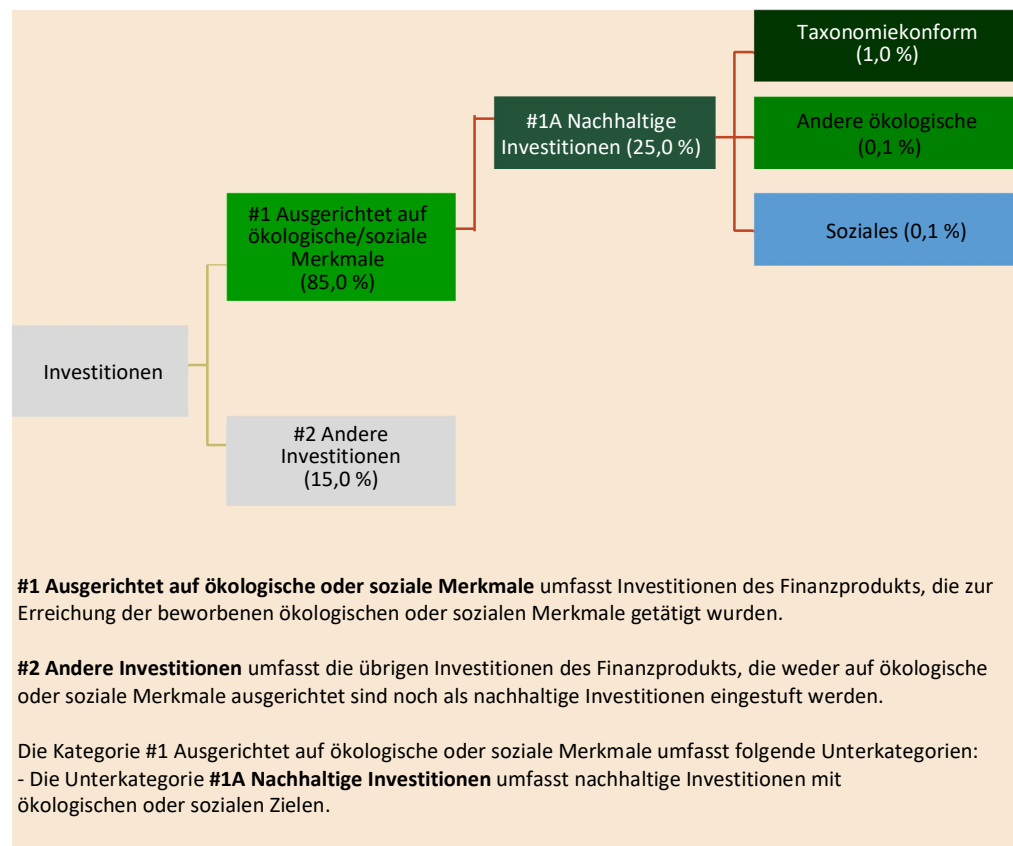 Taxonomiekonform
(1,0 %)
#1A Nachhaltige
Investitionen (25,0 %)
Andere ökologische
(0,1 %)
#1 Ausgerichtet auf
ökologische/soziale
Merkmale
(85,0 %)
Soziales (0,1 %)
Investitionen
#2 Andere
Investitionen
(15,0 %)
#1 Ausgerichtet auf ökologische oder soziale Merkmale umfasst Investitionen des Finanzprodukts, die zur
Erreichung der beworbenen ökologischen oder sozialen Merkmale getätigt wurden.
#2 Andere Investitionen umfasst die übrigen Investitionen des Finanzprodukts, die weder auf ökologische
oder soziale Merkmale ausgerichtet sind noch als nachhaltige Investitionen eingestuft werden.
Die Kategorie #1 Ausgerichtet auf ökologische oder soziale Merkmale umfasst folgende Unterkategorien:
- Die Unterkategorie #1A Nachhaltige Investitionen umfasst nachhaltige Investitionen mit
ökologischen oder sozialen Zielen.